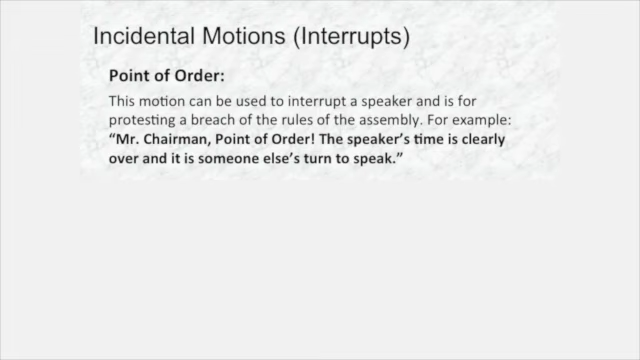 Incidental Motions (Interrupts)
Point of Order:
This motion can be used to interrupt a speaker and is for
protesting a breach of the rules of the assembly. For example:
“Mr. Chairman, Point of Order! The speaker’s time is clearly
over and it is someone else’s turn to speak.”